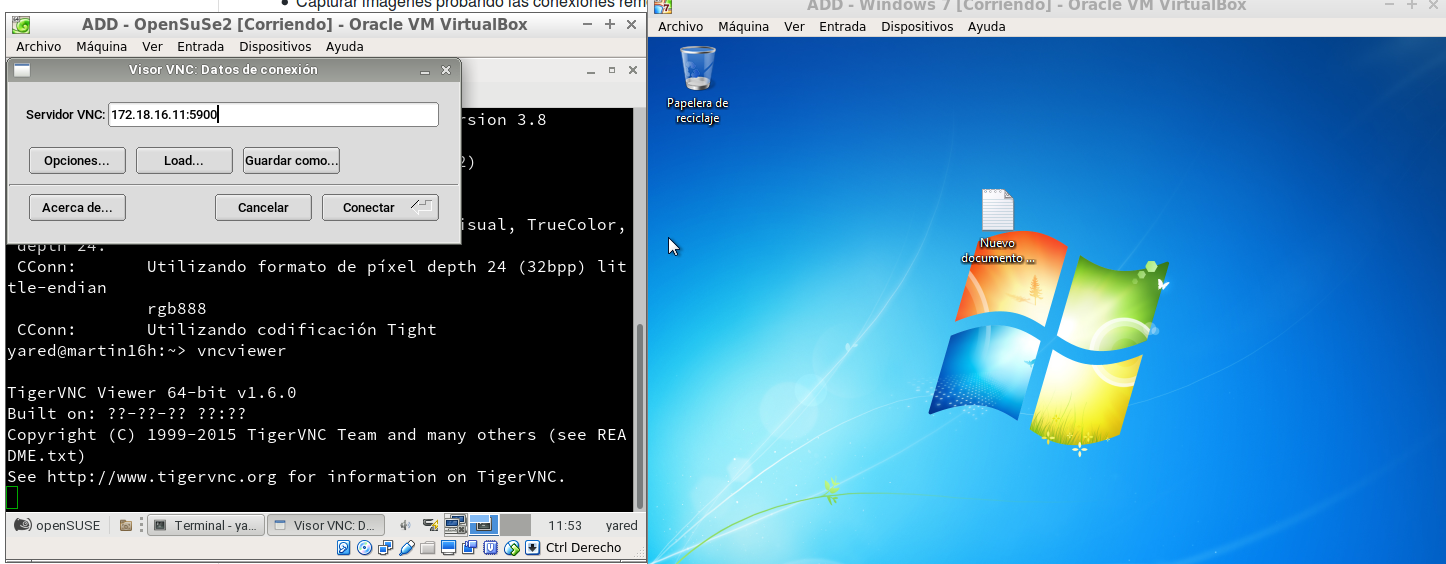 Capturar imágenes probando las conexiones rem
ADD - OpenSuSe2 [Corriendo] - Oracle VM VirtualBox
Archivo Máquina Ver Entrada Dispositivos Ayuda
Visor VNC: Datos de conexión
Servidor VNC: 172.18.16.11:5900
Opciones... Load... Guardar como...
Acerca de... Cancelar Conectar
rsion 3.8
2)
isual, TrueColor,
depth 24.
CConn: Utilizando formato de píxel depth 24 (32bpp) lit
tle-endian
rgb888
CConn: Utilizando codificación Tight
yared@martin16h:~> vncviewer
TigerVNC Viewer 64-bit v1.6.0
Built on: ??-??-?? ??:??
Copyright (C) 1999-2015 TigerVNC Team and many others (see REA
DME.txt)
See http://www.tigervnc.org for information on TigerVNC.
openSUSE Terminal - ya... Visor VNC: D... 11:53 yared
Ctrl Derecho
ADD - Windows 7 [Corriendo] - Oracle VM VirtualBox
Archivo Máquina Ver Entrada Dispositivos Ayuda
Papelera de
reciclaje
Nuevo
documento ...